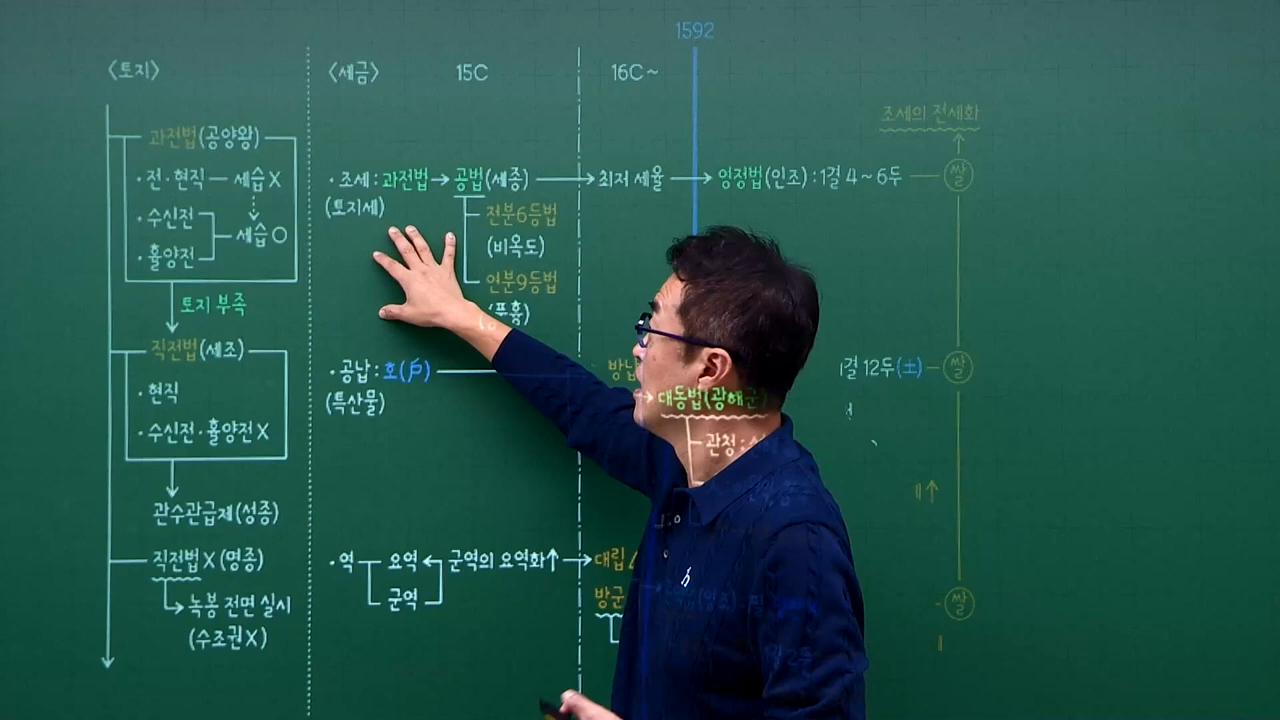 1592
<토지>
<세금> 15C 16C~
조세의 전세화
과전법(공양왕)
·전·현직 세습X
·수신전
·휼양전
세습O
토지 부족
직전법(세조)
·현직
·수신전·휼양전X
관수관급제(성종)
직전법X(명종)
녹봉 전면 실시
(수조권X)
·조세:과전법→공법(세종)→최저 세율→영정법(인조):1결 4~6두 쌀
(토지세)
전분6등법
(비옥도)
연분9등법
(풍흉)
·공납:호(戶) 방납 1결 12두(土) 쌀
(특산물) →대동법(광해군)
관청:
·역 요역←군역의 요역화↑→대립
군역 방군 쌀